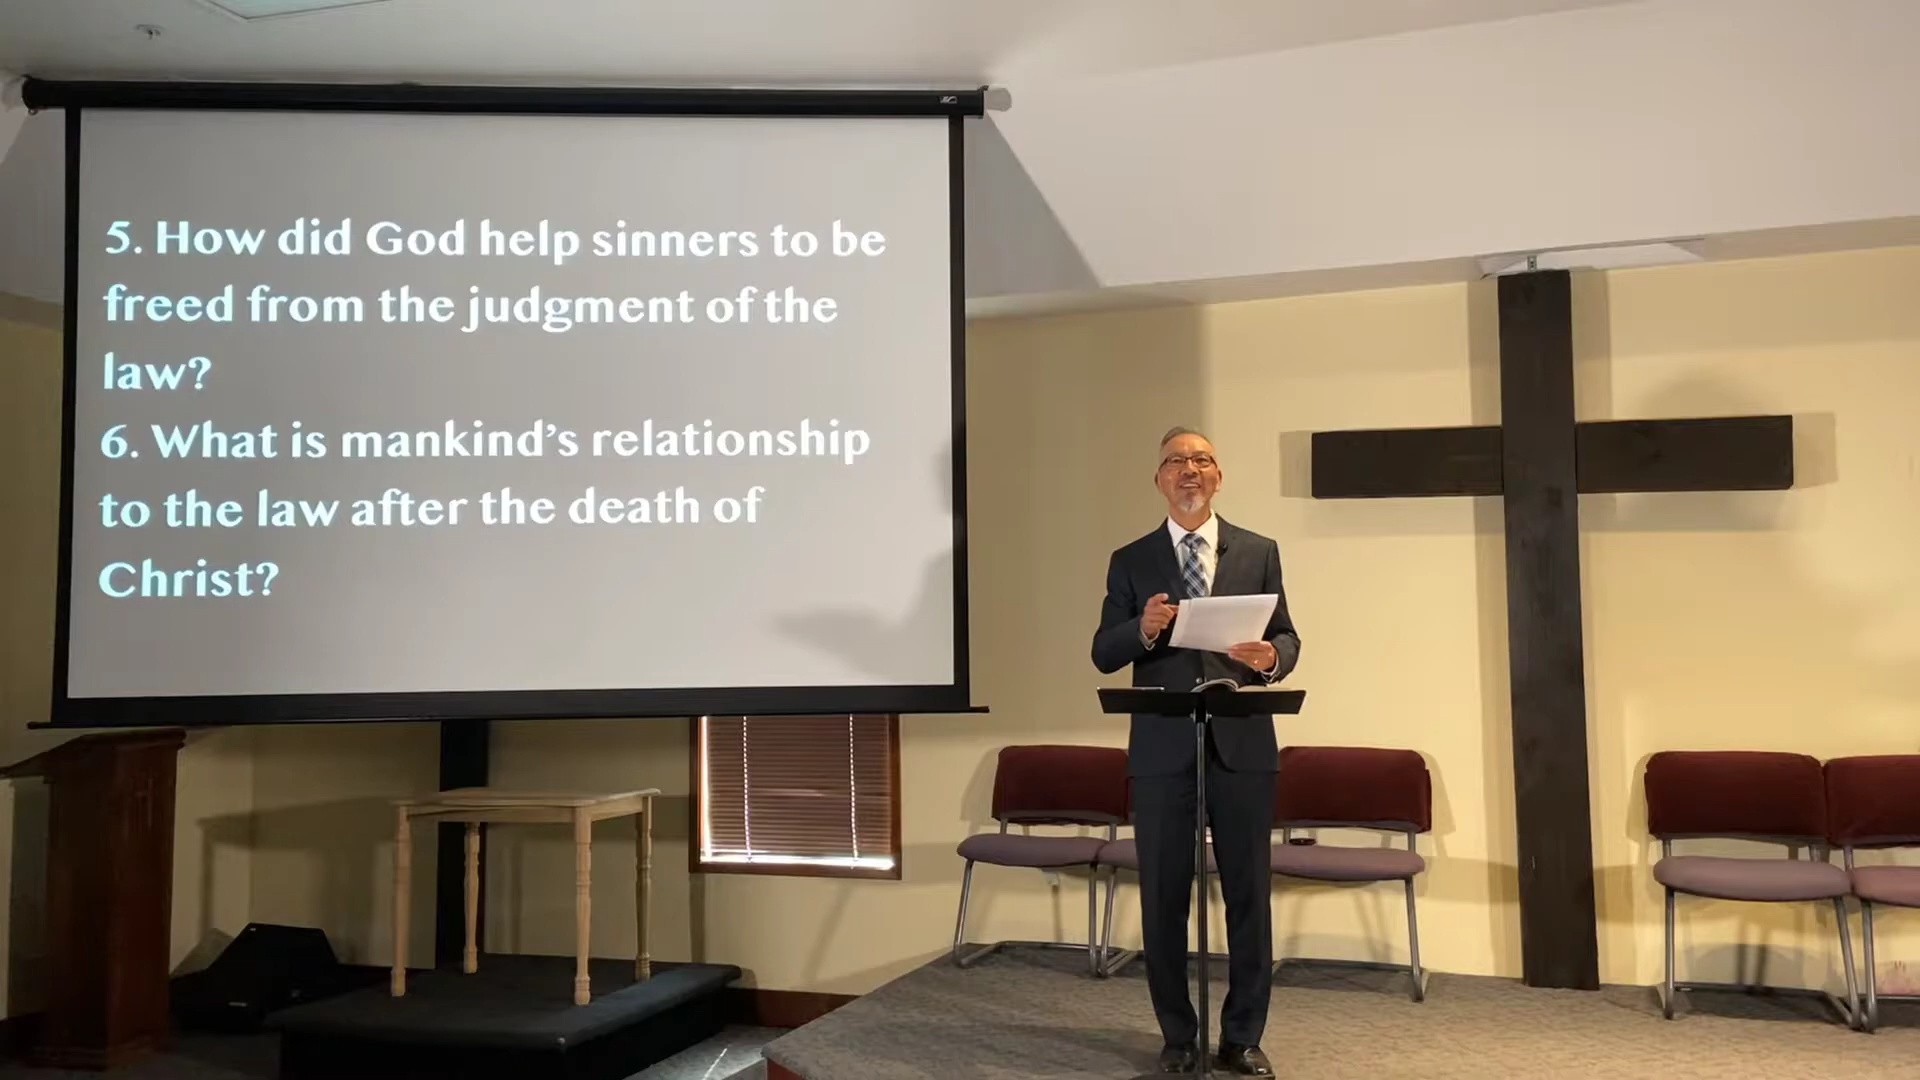 5. How did God help sinners to be
freed from the judgment of the
law?
6. What is mankind’s relationship
to the law after the death of
Christ?